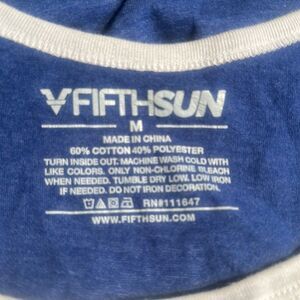 FIFTHSUN
M
MADE IN CHINA
60% COTTON 40% POLYESTER
TURN INSIDE OUT. MACHINE WASH COLD WITH
LIKE COLORS. ONLY NON-CHLORINE BLEACH
WHEN NEEDED. TUMBLE DRY LOW. LOW IRON
IF NEEDED. DO NOT IRON DECORATION.
RN#111647
WWW.FIFTHSUN.COM